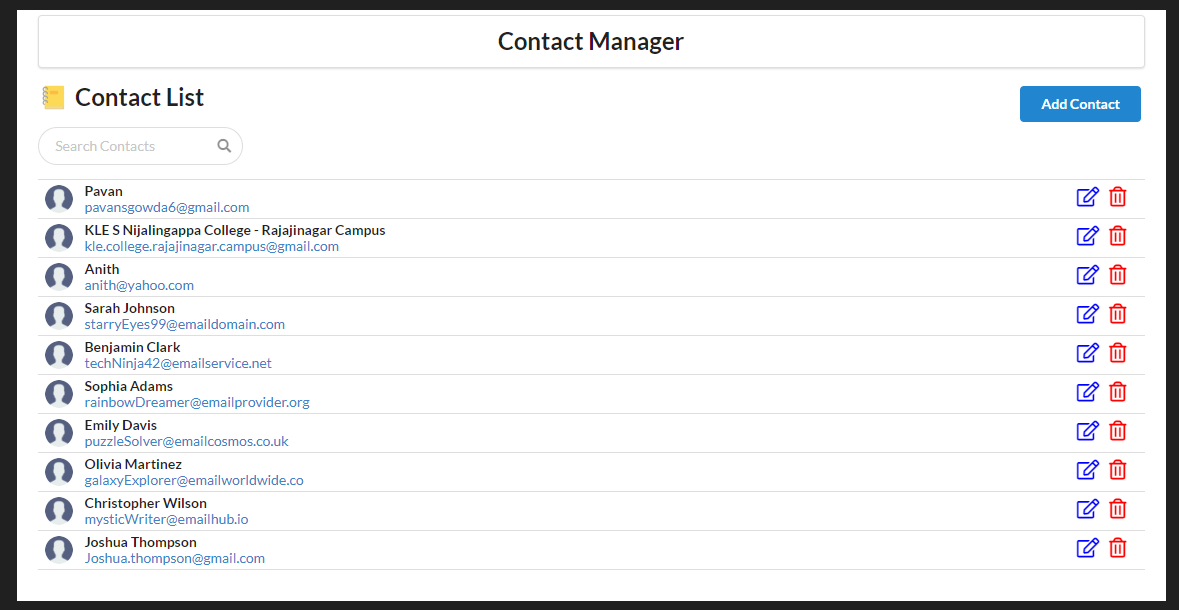 Contact Manager
Contact List
Add Contact
Search Contacts
Pavan
pavansgowda6@gmail.com
KLE S Nijalingappa College - Rajajinagar Campus
kle.college.rajajinagar.campus@gmail.com
Anith
anith@yahoo.com
Sarah Johnson
starryEyes99@emaildomain.com
Benjamin Clark
techNinja42@emailservice.net
Sophia Adams
rainbowDreamer@emailprovider.org
Emily Davis
puzzleSolver@emailcosmos.co.uk
Olivia Martinez
galaxyExplorer@emailworldwide.co
Christopher Wilson
mysticWriter@emailhub.io
Joshua Thompson
Joshua.thompson@gmail.com